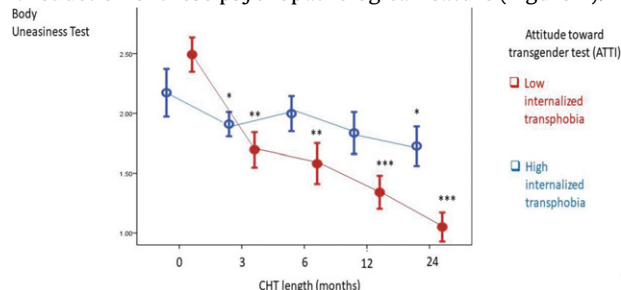 Body
Uneasiness Test
2.50
2.00
1.50
1.00
*
**
**
***
*
***
0 3 6 12 24
CHT length (months)
Attitude toward
transgender test (ATTI)
Low
internalized
transphobia
High
internalized
transphobia